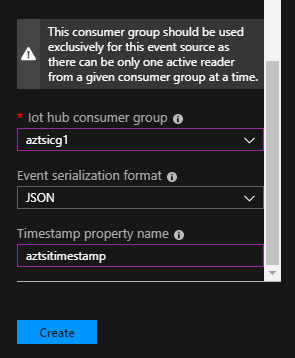 This consumer group should be used
exclusively for this event source as
there can be only one active reader
from a given consumer group at a time.
* Iot hub consumer group
aztsicg1
Event serialization format
JSON
Timestamp property name
aztsitimestamp
Create